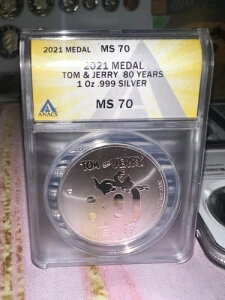 2021 MEDAL MS 70
2021 MEDAL
TOM & JERRY 80 YEARS
1 Oz .999 SILVER
MS 70
ANACS
TOM AND JERRY
80
YEARS